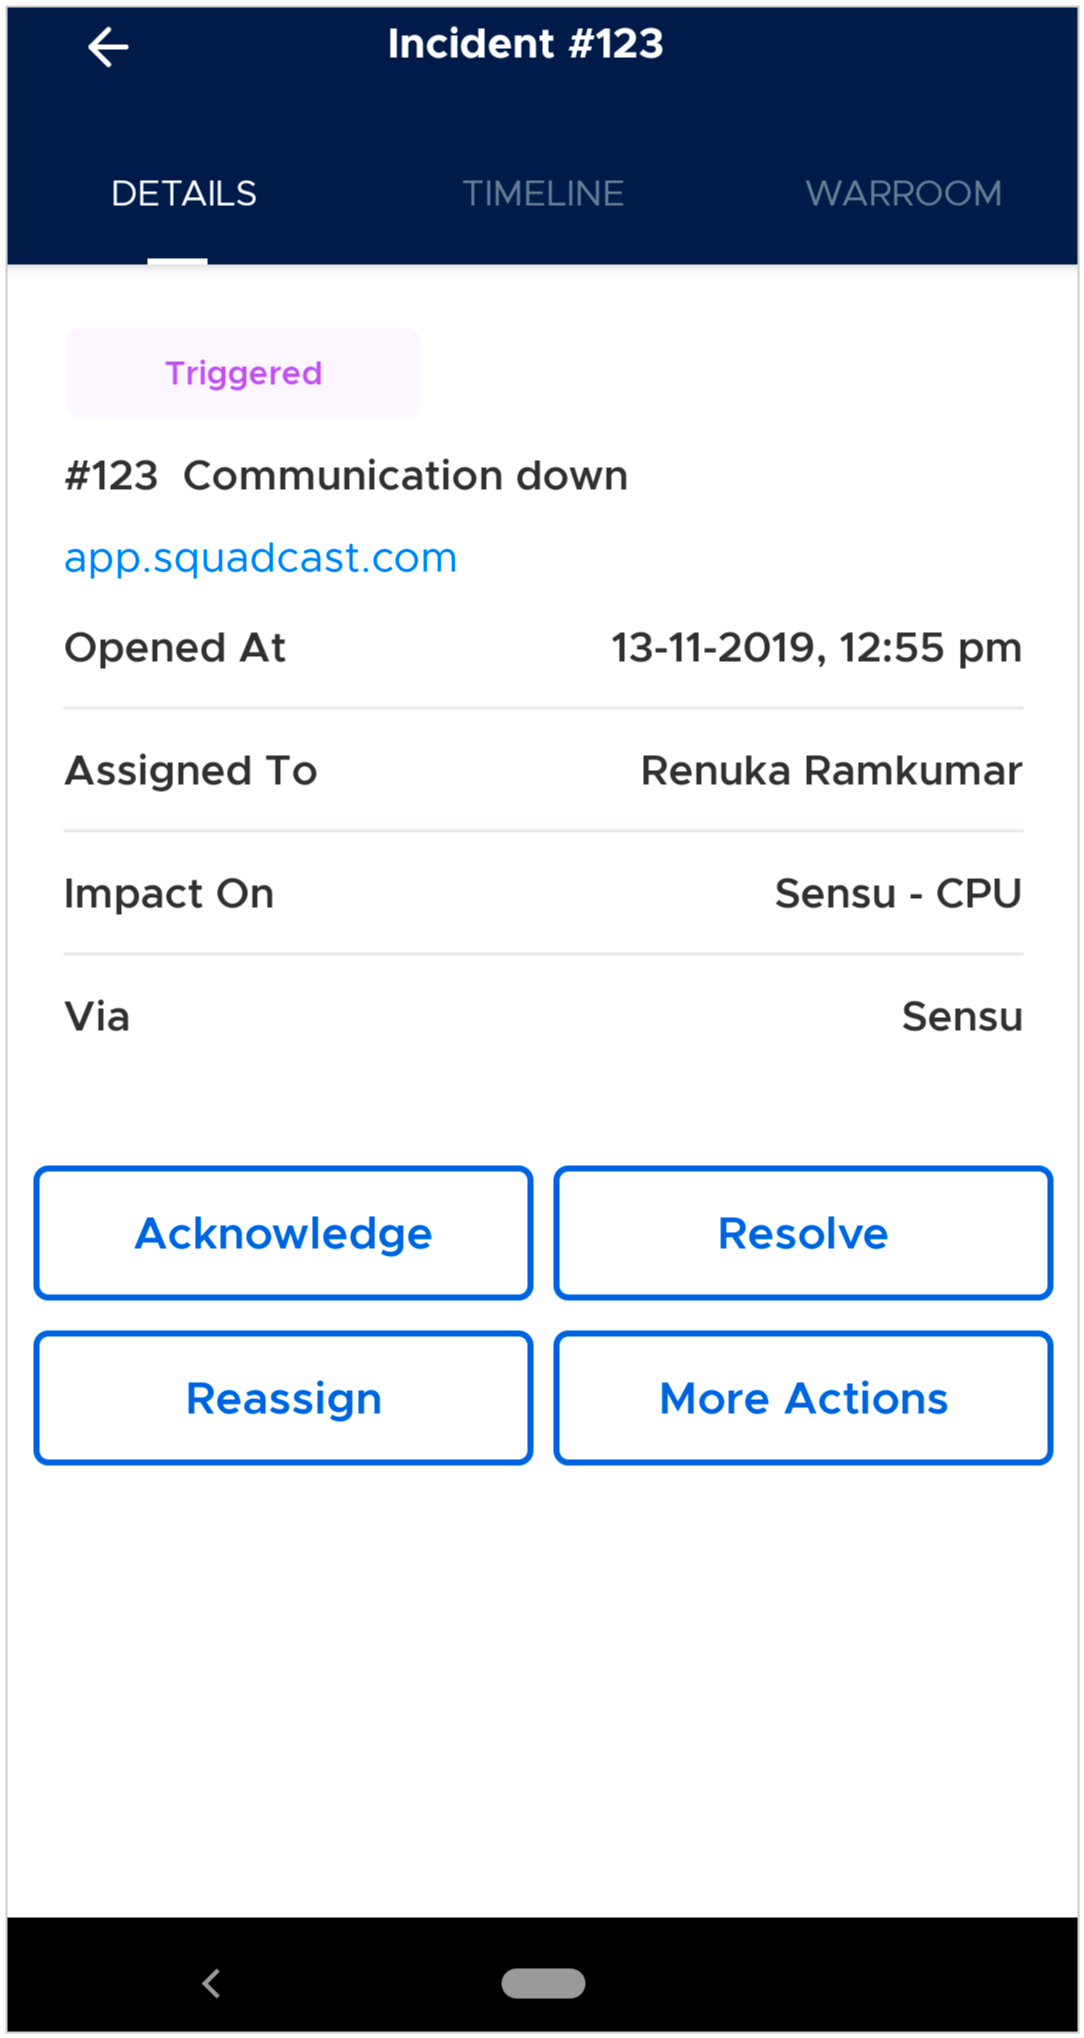 Incident #123
DETAILS TIMELINE WARROOM
Triggered
#123 Communication down
app.squadcast.com
Opened At 13-11-2019, 12:55 pm
Assigned To Renuka Ramkumar
Impact On Sensu - CPU
Via Sensu
Acknowledge Resolve
Reassign More Actions